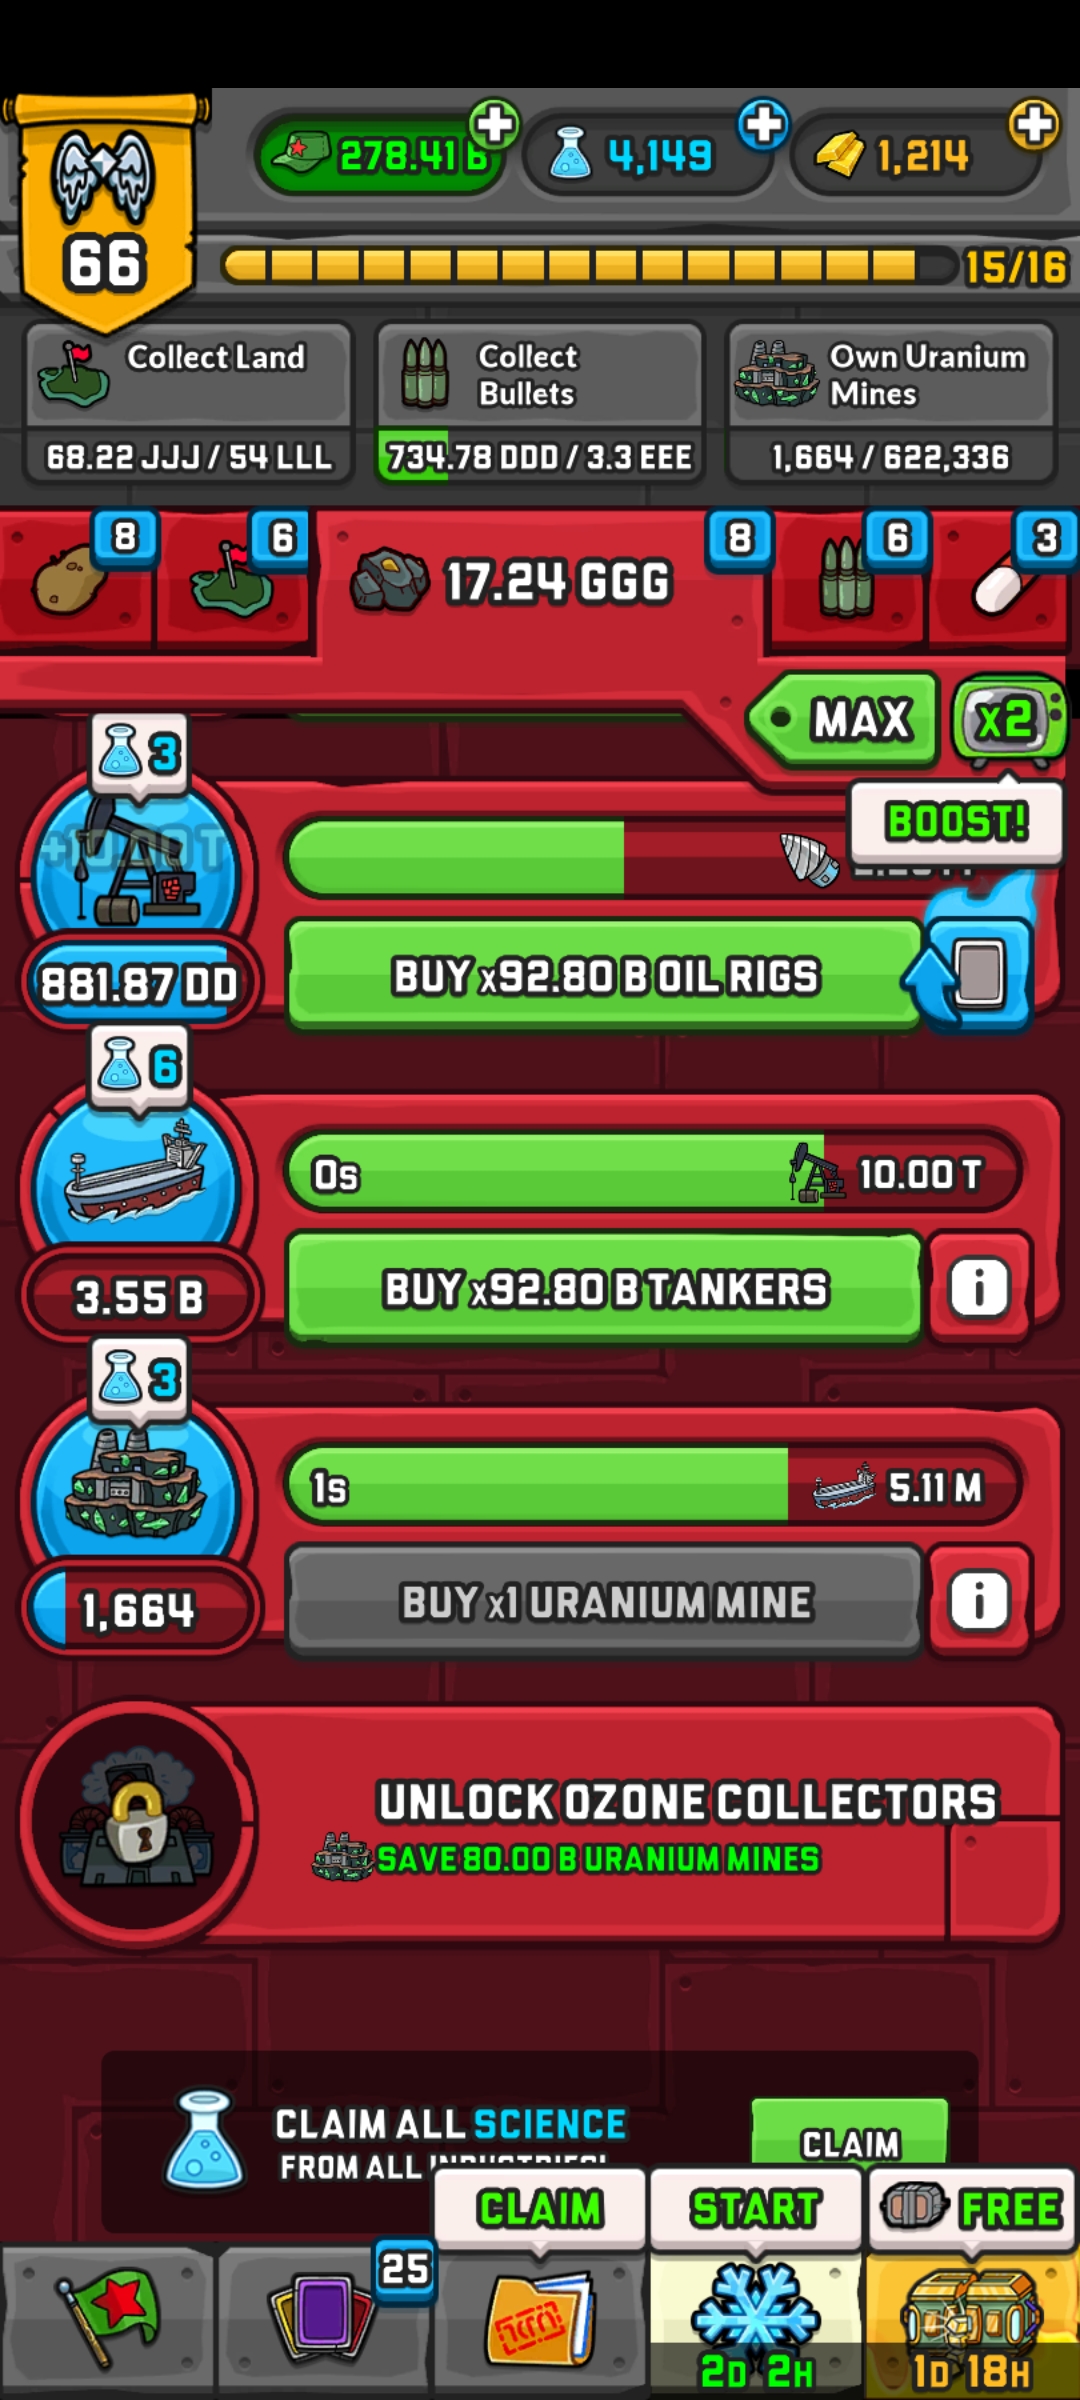 278.41 B
4,149
1,214
66
15/16
Collect Land
68.22 JJJ / 54 LLL
Collect
Bullets
734.78 DDD / 3.3 EEE
Own Uranium
Mines
1,664 / 622,336
8
6
17.24 GGG
8
6
3
MAX
x2
BOOST!
3
881.87 DD
BUY x92.80 B OIL RIGS
6
0s
10.00 T
3.55 B
BUY x92.80 B TANKERS
i
3
1s
5.11 M
1,664
BUY x1 URANIUM MINE
i
UNLOCK OZONE COLLECTORS
SAVE 80.00 B URANIUM MINES
CLAIM ALL SCIENCE
FROM ALL INDUSTRIES!
CLAIM
CLAIM
START
FREE
25
2D 2H
1D 18H